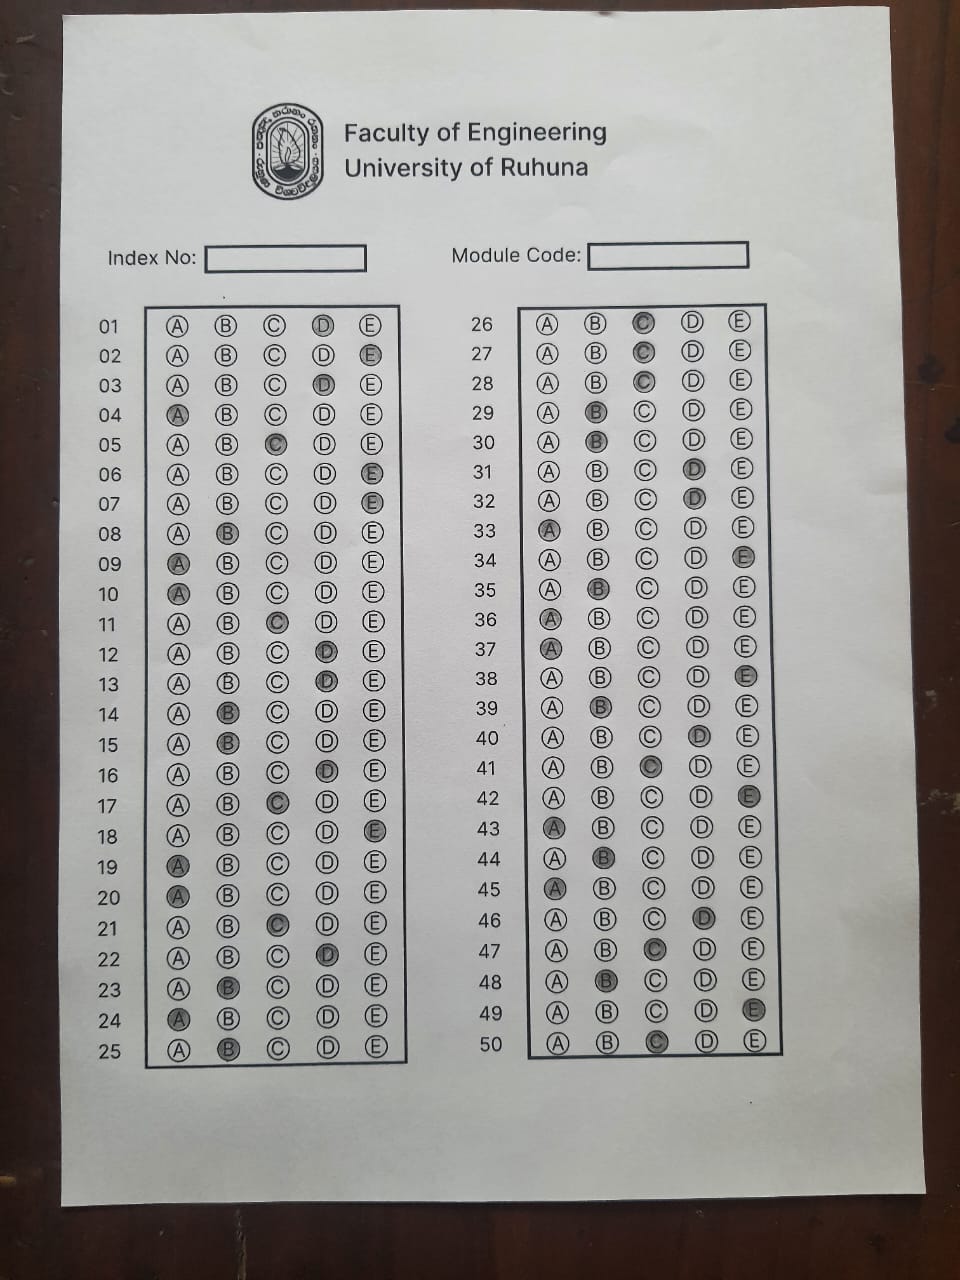 Faculty of Engineering
University of Ruhuna
Index No:
Module Code:
01 A B C D E
02 A B C D E
03 A B C D E
04 A B C D E
05 A B C D E
06 A B C D E
07 A B C D E
08 A B C D E
09 A B C D E
10 A B C D E
11 A B C D E
12 A B C D E
13 A B C D E
14 A B C D E
15 A B C D E
16 A B C D E
17 A B C D E
18 A B C D E
19 A B C D E
20 A B C D E
21 A B C D E
22 A B C D E
23 A B C D E
24 A B C D E
25 A B C D E
26 A B C D E
27 A B C D E
28 A B C D E
29 A B C D E
30 A B C D E
31 A B C D E
32 A B C D E
33 A B C D E
34 A B C D E
35 A B C D E
36 A B C D E
37 A B C D E
38 A B C D E
39 A B C D E
40 A B C D E
41 A B C D E
42 A B C D E
43 A B C D E
44 A B C D E
45 A B C D E
46 A B C D E
47 A B C D E
48 A B C D E
49 A B C D E
50 A B C D E